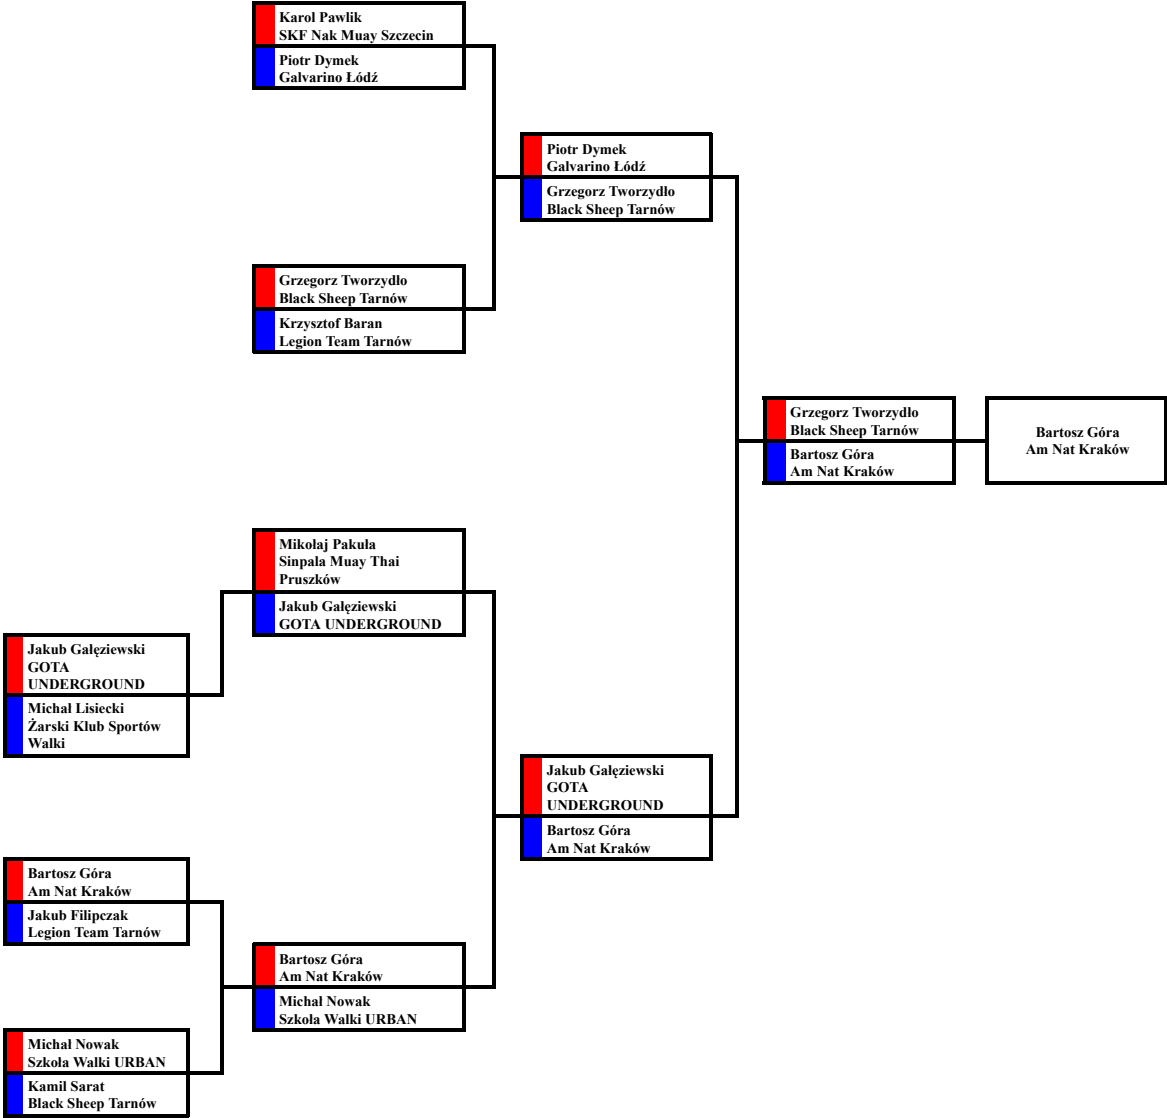 Karol Pawlik
SKF Nak Muay Szczecin
Piotr Dymek
Galvarino Łódź
Piotr Dymek
Galvarino Łódź
Grzegorz Tworzydło
Black Sheep Tarnów
Grzegorz Tworzydło
Black Sheep Tarnów
Krzysztof Baran
Legion Team Tarnów
Grzegorz Tworzydło
Black Sheep Tarnów
Bartosz Góra
Am Nat Kraków
Bartosz Góra
Am Nat Kraków
Mikołaj Pakuła
Sinpala Muay Thai
Pruszków
Jakub Gałęziewski
GOTA UNDERGROUND
Jakub Gałęziewski
GOTA
UNDERGROUND
Michał Lisiecki
Żarski Klub Sportów
Walki
Jakub Gałęziewski
GOTA
UNDERGROUND
Bartosz Góra
Am Nat Kraków
Bartosz Góra
Am Nat Kraków
Jakub Filipczak
Legion Team Tarnów
Bartosz Góra
Am Nat Kraków
Michał Nowak
Szkoła Walki URBAN
Michał Nowak
Szkoła Walki URBAN
Kamil Sarat
Black Sheep Tarnów